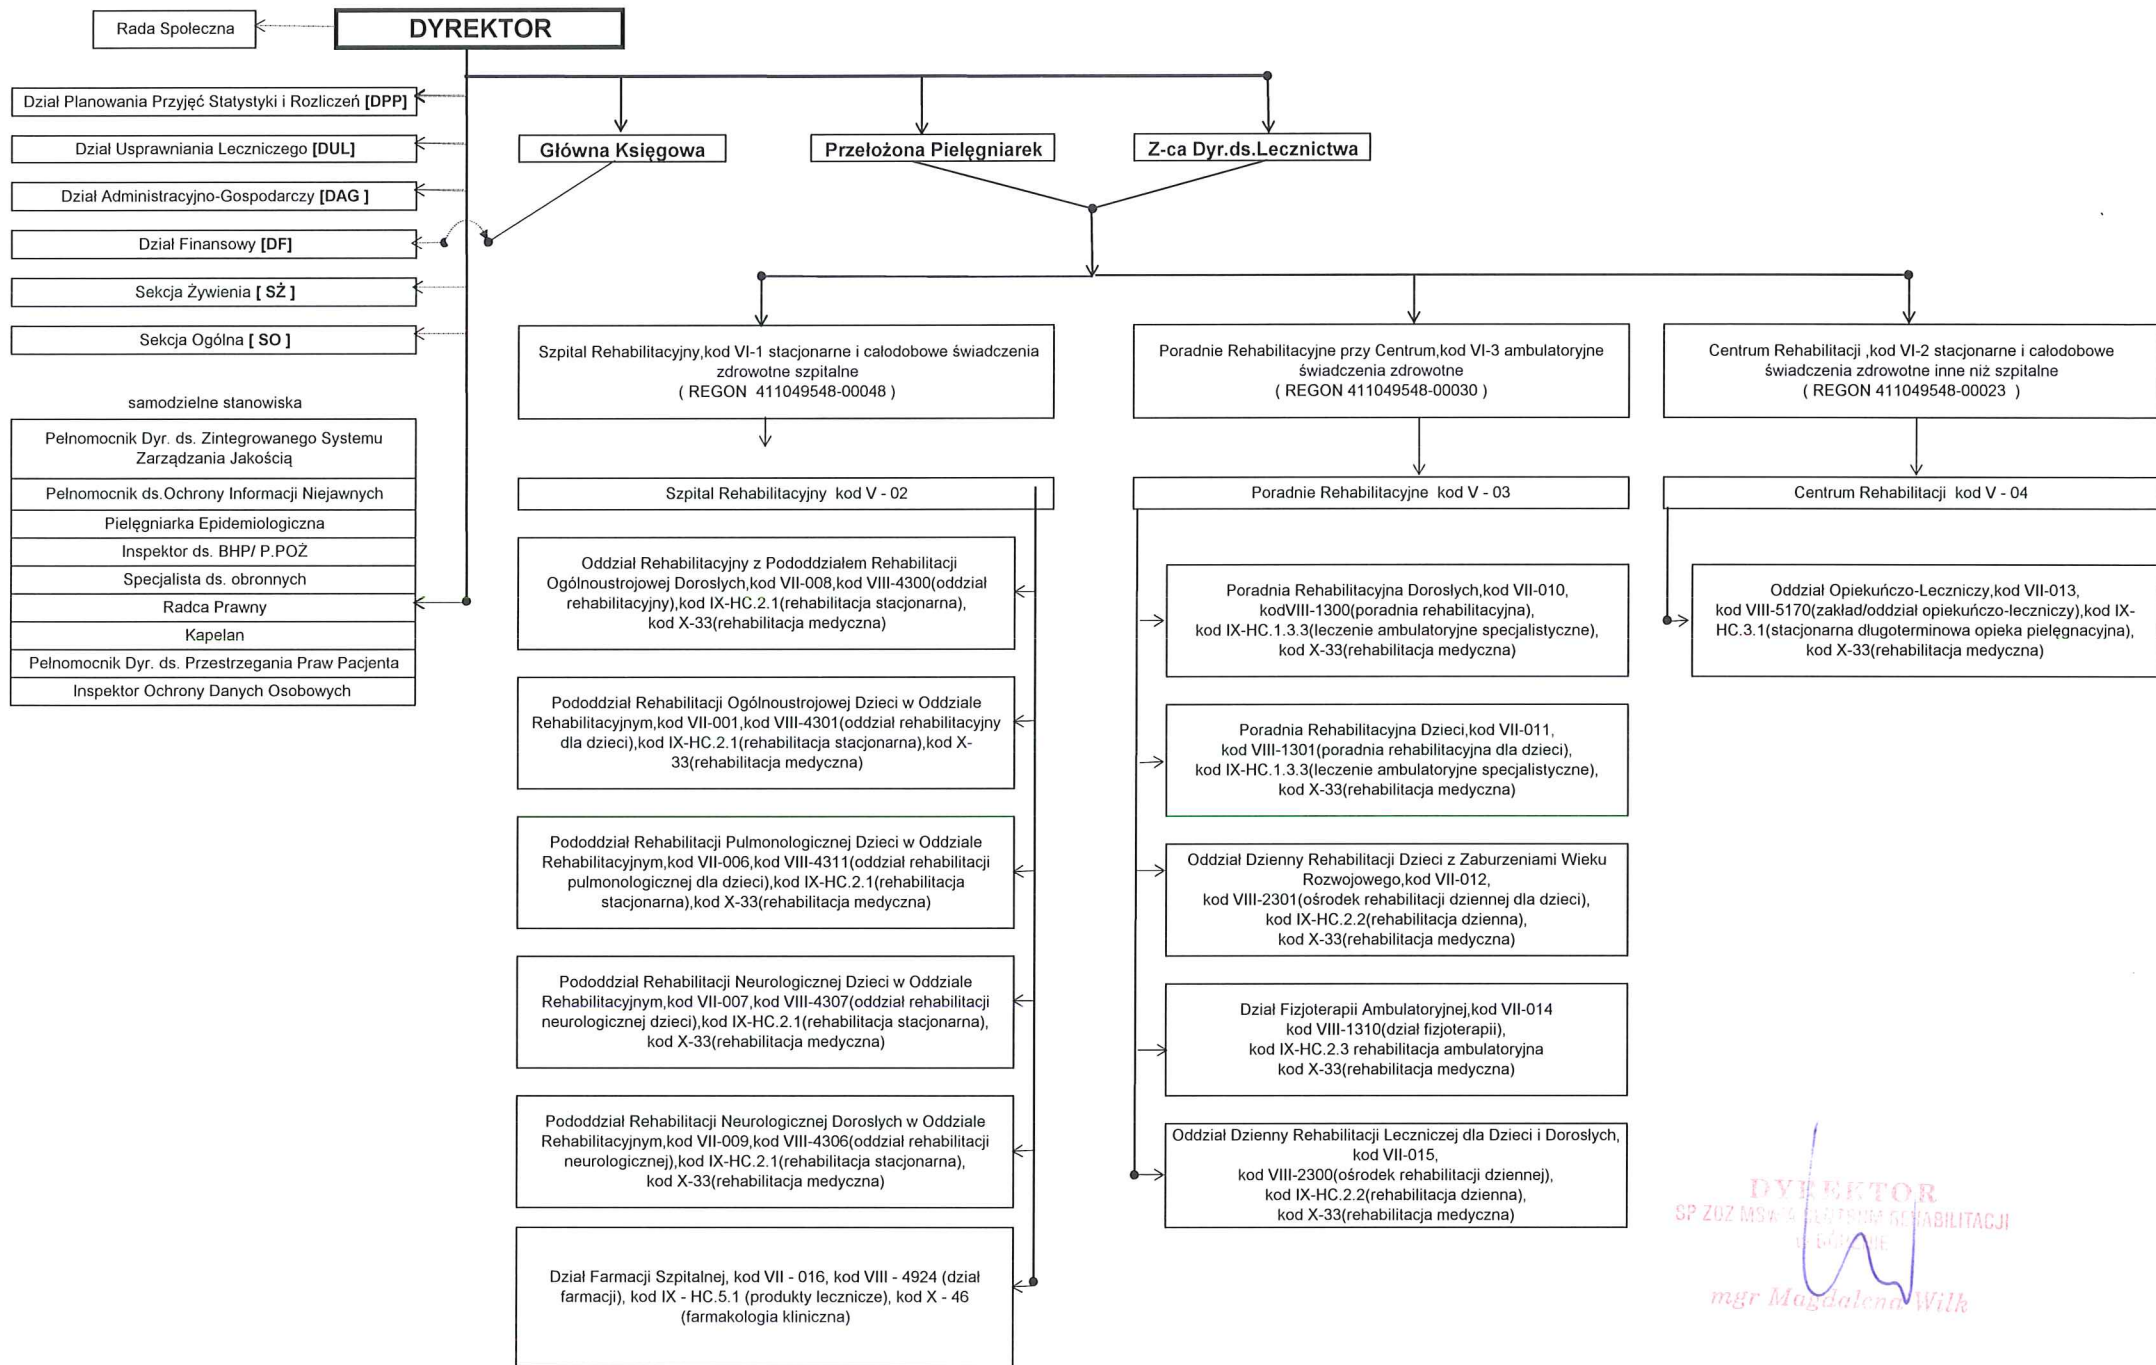 Rada Społeczna
DYREKTOR
Dział Planowania Przyjęć Statystyki i Rozliczeń [DPP]
Dział Usprawniania Leczniczego [DUL]
Dział Administracyjno-Gospodarczy [DAG ]
Dział Finansowy [DF]
Sekcja Żywienia [ SŻ ]
Sekcja Ogólna [ SO ]
Główna Księgowa
Przełożona Pielęgniarek
Z-ca Dyr.ds.Lecznictwa
samodzielne stanowiska
Pełnomocnik Dyr. ds. Zintegrowanego Systemu
Zarządzania Jakością
Pełnomocnik ds.Ochrony Informacji Niejawnych
Pielęgniarka Epidemiologiczna
Inspektor ds. BHP/ P.POŻ
Specjalista ds. obronnych
Radca Prawny
Kapelan
Pełnomocnik Dyr. ds. Przestrzegania Praw Pacjenta
Inspektor Ochrony Danych Osobowych
Szpital Rehabilitacyjny,kod VI-1 stacjonarne i całodobowe świadczenia
zdrowotne szpitalne
( REGON 411049548-00048 )
Szpital Rehabilitacyjny kod V - 02
Oddział Rehabilitacyjny z Pododdziałem Rehabilitacji
Ogólnoustrojowej Dorosłych,kod VII-008,kod VIII-4300(oddział
rehabilitacyjny),kod IX-HC.2.1(rehabilitacja stacjonarna),
kod X-33(rehabilitacja medyczna)
Pododdział Rehabilitacji Ogólnoustrojowej Dzieci w Oddziale
Rehabilitacyjnym,kod VII-001,kod VIII-4301(oddział rehabilitacyjny
dla dzieci),kod IX-HC.2.1(rehabilitacja stacjonarna),kod X-
33(rehabilitacja medyczna)
Pododdział Rehabilitacji Pulmonologicznej Dzieci w Oddziale
Rehabilitacyjnym,kod VII-006,kod VIII-4311(oddział rehabilitacji
pulmonologicznej dla dzieci),kod IX-HC.2.1(rehabilitacja
stacjonarna),kod X-33(rehabilitacja medyczna)
Pododdział Rehabilitacji Neurologicznej Dzieci w Oddziale
Rehabilitacyjnym,kod VII-007,kod VIII-4307(oddział rehabilitacji
neurologicznej dzieci),kod IX-HC.2.1(rehabilitacja stacjonarna),
kod X-33(rehabilitacja medyczna)
Pododdział Rehabilitacji Neurologicznej Dorosłych w Oddziale
Rehabilitacyjnym,kod VII-009,kod VIII-4306(oddział rehabilitacji
neurologicznej),kod IX-HC.2.1(rehabilitacja stacjonarna),
kod X-33(rehabilitacja medyczna)
Dział Farmacji Szpitalnej, kod VII - 016, kod VIII - 4924 (dział
farmacji), kod IX - HC.5.1 (produkty lecznicze), kod X - 46
(farmakologia kliniczna)
Poradnie Rehabilitacyjne przy Centrum,kod VI-3 ambulatoryjne
świadczenia zdrowotne
( REGON 411049548-00030 )
Poradnie Rehabilitacyjne kod V - 03
Poradnia Rehabilitacyjna Dorosłych,kod VII-010,
kodVIII-1300(poradnia rehabilitacyjna),
kod IX-HC.1.3.3(leczenie ambulatoryjne specjalistyczne),
kod X-33(rehabilitacja medyczna)
Poradnia Rehabilitacyjna Dzieci,kod VII-011,
kod VIII-1301(poradnia rehabilitacyjna dla dzieci),
kod IX-HC.1.3.3(leczenie ambulatoryjne specjalistyczne),
kod X-33(rehabilitacja medyczna)
Oddział Dzienny Rehabilitacji Dzieci z Zaburzeniami Wieku
Rozwojowego,kod VII-012,
kod VIII-2301(ośrodek rehabilitacji dziennej dla dzieci),
kod IX-HC.2.2(rehabilitacja dzienna),
kod X-33(rehabilitacja medyczna)
Dział Fizjoterapii Ambulatoryjnej,kod VII-014
kod VIII-1310(dział fizjoterapii),
kod IX-HC.2.3 rehabilitacja ambulatoryjna
kod X-33(rehabilitacja medyczna)
Oddział Dzienny Rehabilitacji Leczniczej dla Dzieci i Dorosłych,
kod VII-015,
kod VIII-2300(ośrodek rehabilitacji dziennej),
kod IX-HC.2.2(rehabilitacja dzienna),
kod X-33(rehabilitacja medyczna)
Centrum Rehabilitacji ,kod VI-2 stacjonarne i całodobowe
świadczenia zdrowotne inne niż szpitalne
( REGON 411049548-00023 )
Centrum Rehabilitacji kod V - 04
Oddział Opiekuńczo-Leczniczy,kod VII-013,
kod VIII-5170(zakład/oddział opiekuńczo-leczniczy),kod IX-
HC.3.1(stacjonarna długoterminowa opieka pielęgnacyjna),
kod X-33(rehabilitacja medyczna)
DYREKTOR
SP ZOZ CENTRUM REHABILITACJI
mgr Magdalena Wilk